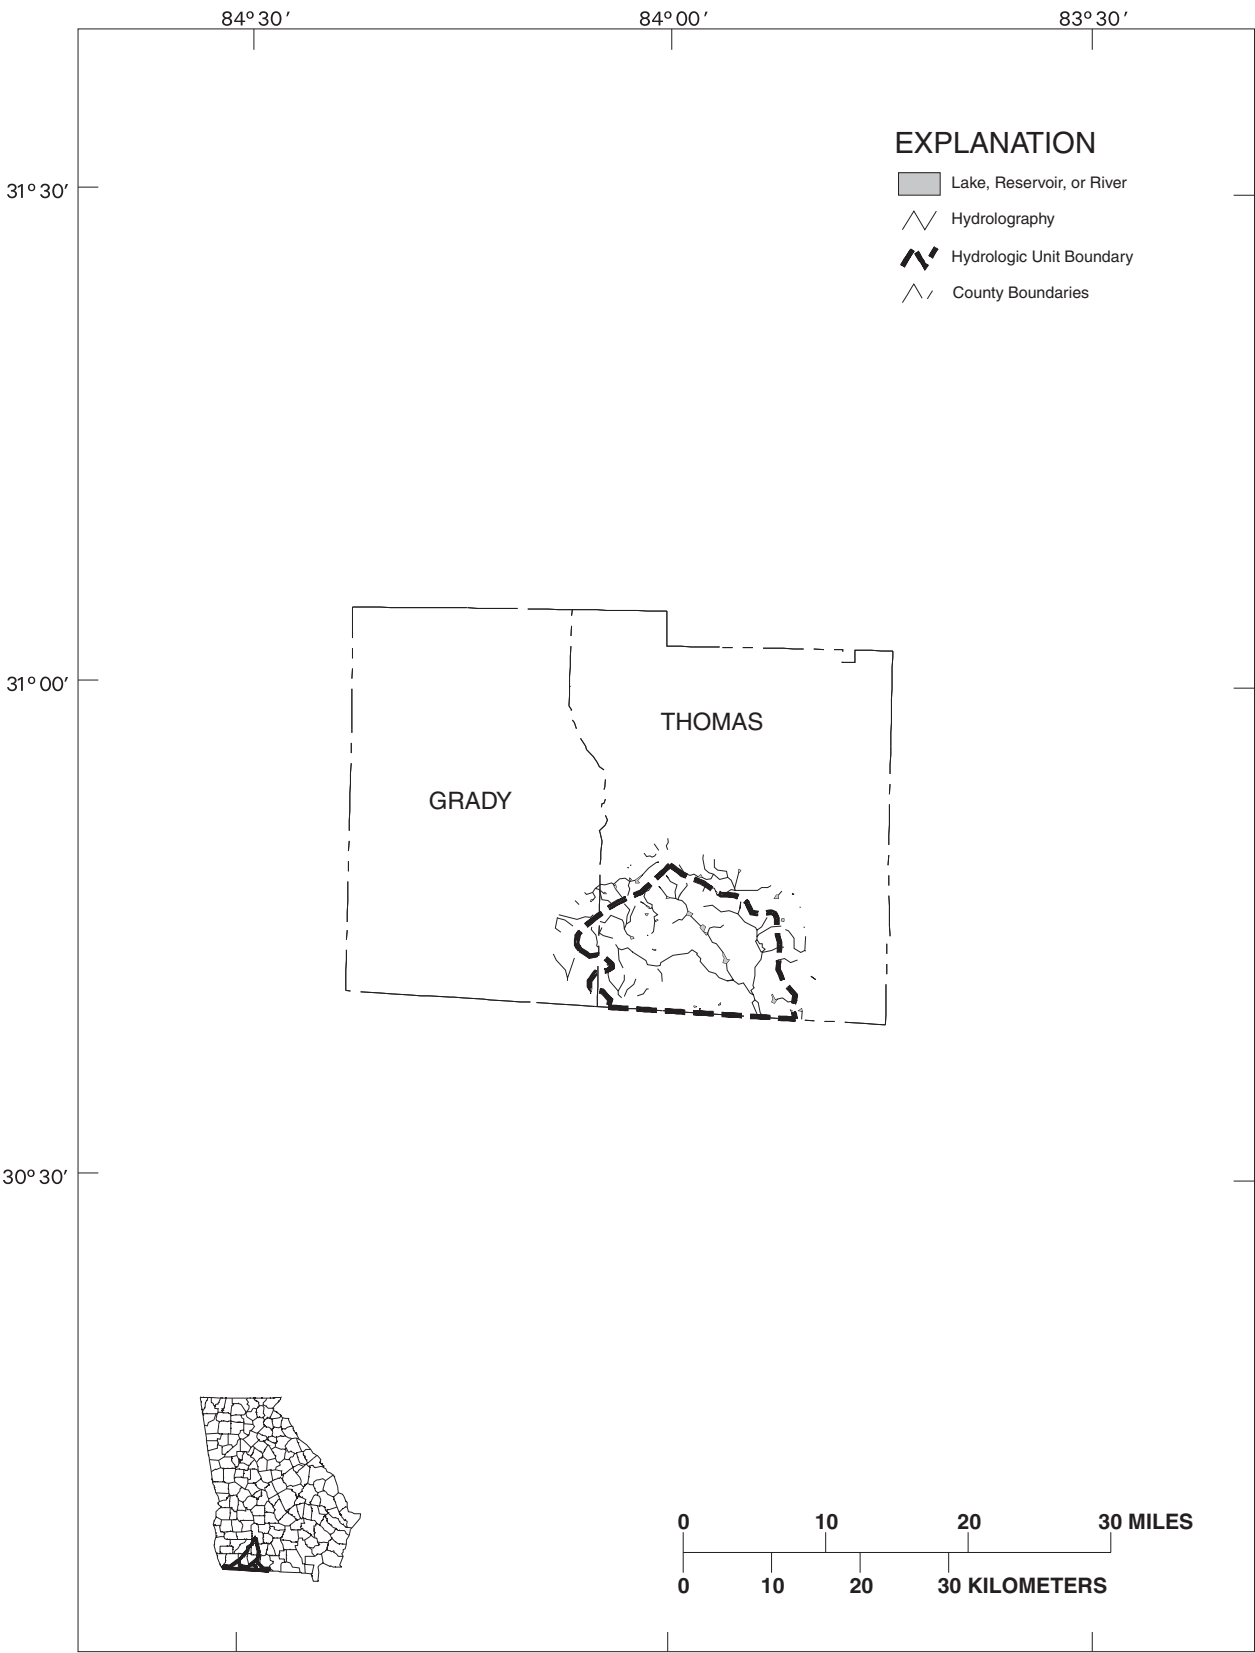 84° 30′ 84° 00′ 83° 30′
EXPLANATION
Lake, Reservoir, or River
31° 30′
Hydrolography
Hydrologic Unit Boundary
County Boundaries
31° 00′
THOMAS
GRADY
30° 30′
0 10 20 30 MILES
0 10 20 30 KILOMETERS